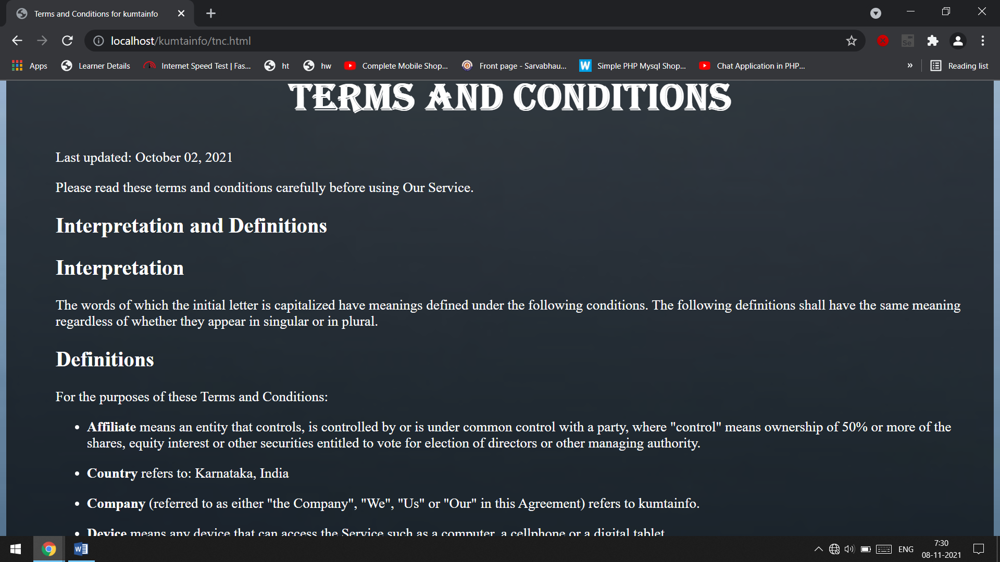 Terms and Conditions for kumtainfo
localhost/kumtainfo/tnc.html
Apps
Learner Details
Internet Speed Test | Fas...
ht
hw
Complete Mobile Shop...
Front page - Sarvabhau...
W
Simple PHP Mysql Shop...
Chat Application in PHP...
»
Reading list
TERMS AND CONDITIONS
Last updated: October 02, 2021
Please read these terms and conditions carefully before using Our Service.
Interpretation and Definitions
Interpretation
The words of which the initial letter is capitalized have meanings defined under the following conditions. The following definitions shall have the same meaning
regardless of whether they appear in singular or in plural.
Definitions
For the purposes of these Terms and Conditions:
• Affiliate means an entity that controls, is controlled by or is under common control with a party, where "control" means ownership of 50% or more of the
shares, equity interest or other securities entitled to vote for election of directors or other managing authority.
• Country refers to: Karnataka, India
• Company (referred to as either "the Company", "We", "Us" or "Our" in this Agreement) refers to kumtainfo.
• Device means any device that can access the Service such as a computer, a cellphone or a digital tablet
ENG
7:30
08-11-2021
Se
W